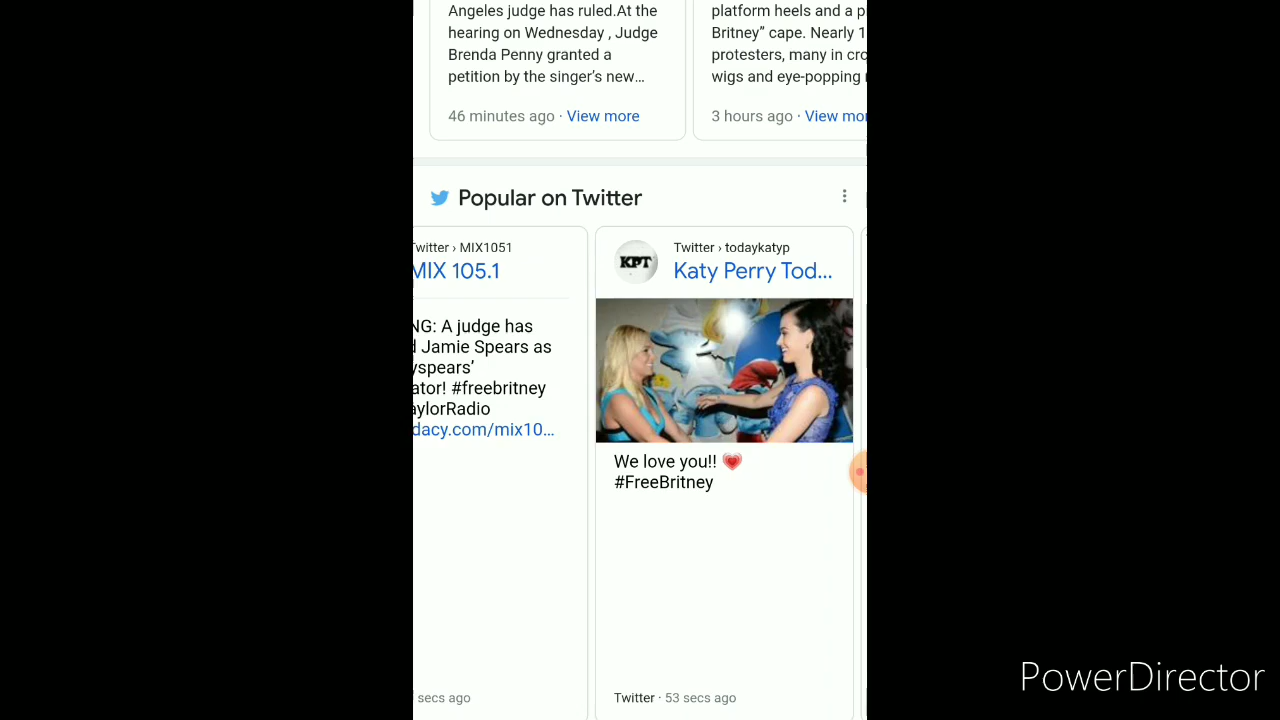 Angeles judge has ruled.At the
hearing on Wednesday , Judge
Brenda Penny granted a
petition by the singer's new…
46 minutes ago · View more
platform heels and a p
Britney” cape. Nearly 1
protesters, many in cro
wigs and eye-popping
3 hours ago · View mor
Popular on Twitter
Twitter › MIX1051
MIX 105.1
NG: A judge has
d Jamie Spears as
yspears’
ator! #freebritney
aylorRadio
dacy.com/mix10…
secs ago
Twitter › todaykatyp
KPT
Katy Perry Tod…
We love you!! 💗
#FreeBritney
Twitter · 53 secs ago
PowerDirector